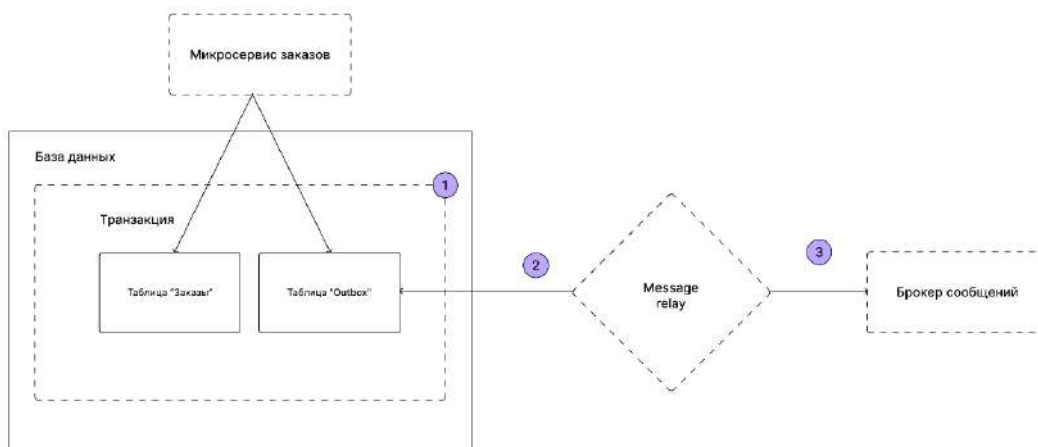 Микросервис заказов
База данных
1
Транзакция
Таблица "Заказы"
Таблица "Outbox"
2
Message
relay
3
Брокер сообщений